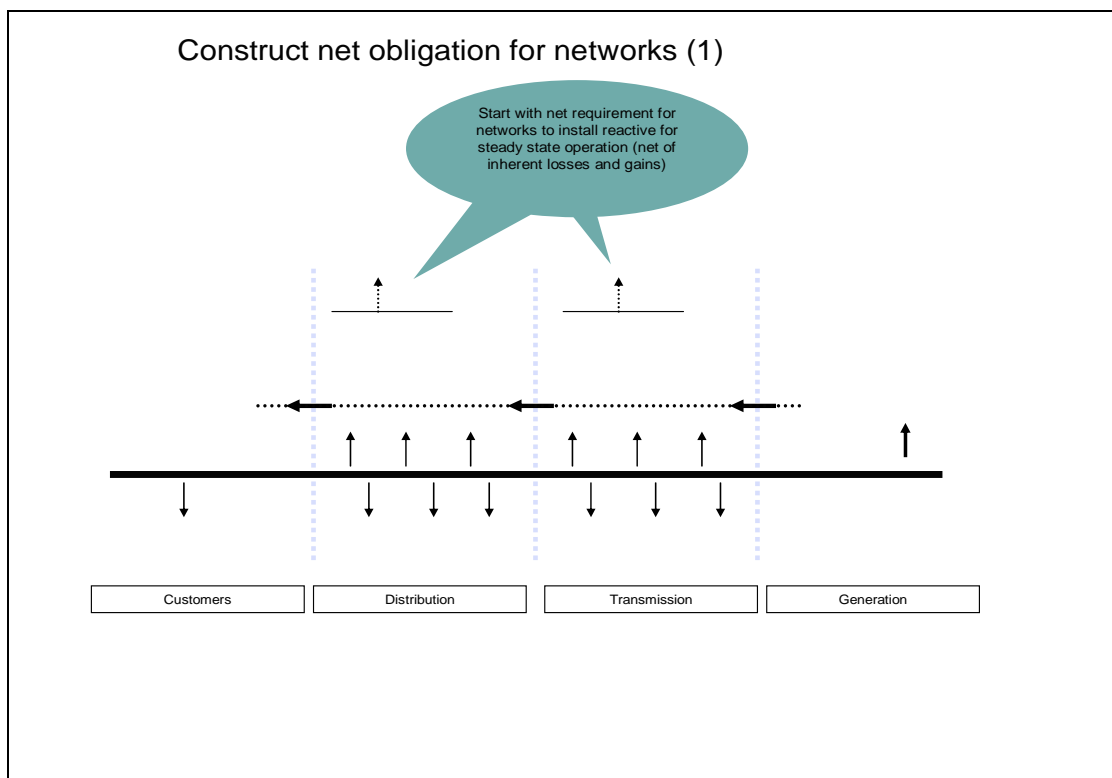 Construct net obligation for networks (1)
Start with net requirement for
networks to install reactive for
steady state operation (net of
inherent losses and gains)
Customers
Distribution
Transmission
Generation